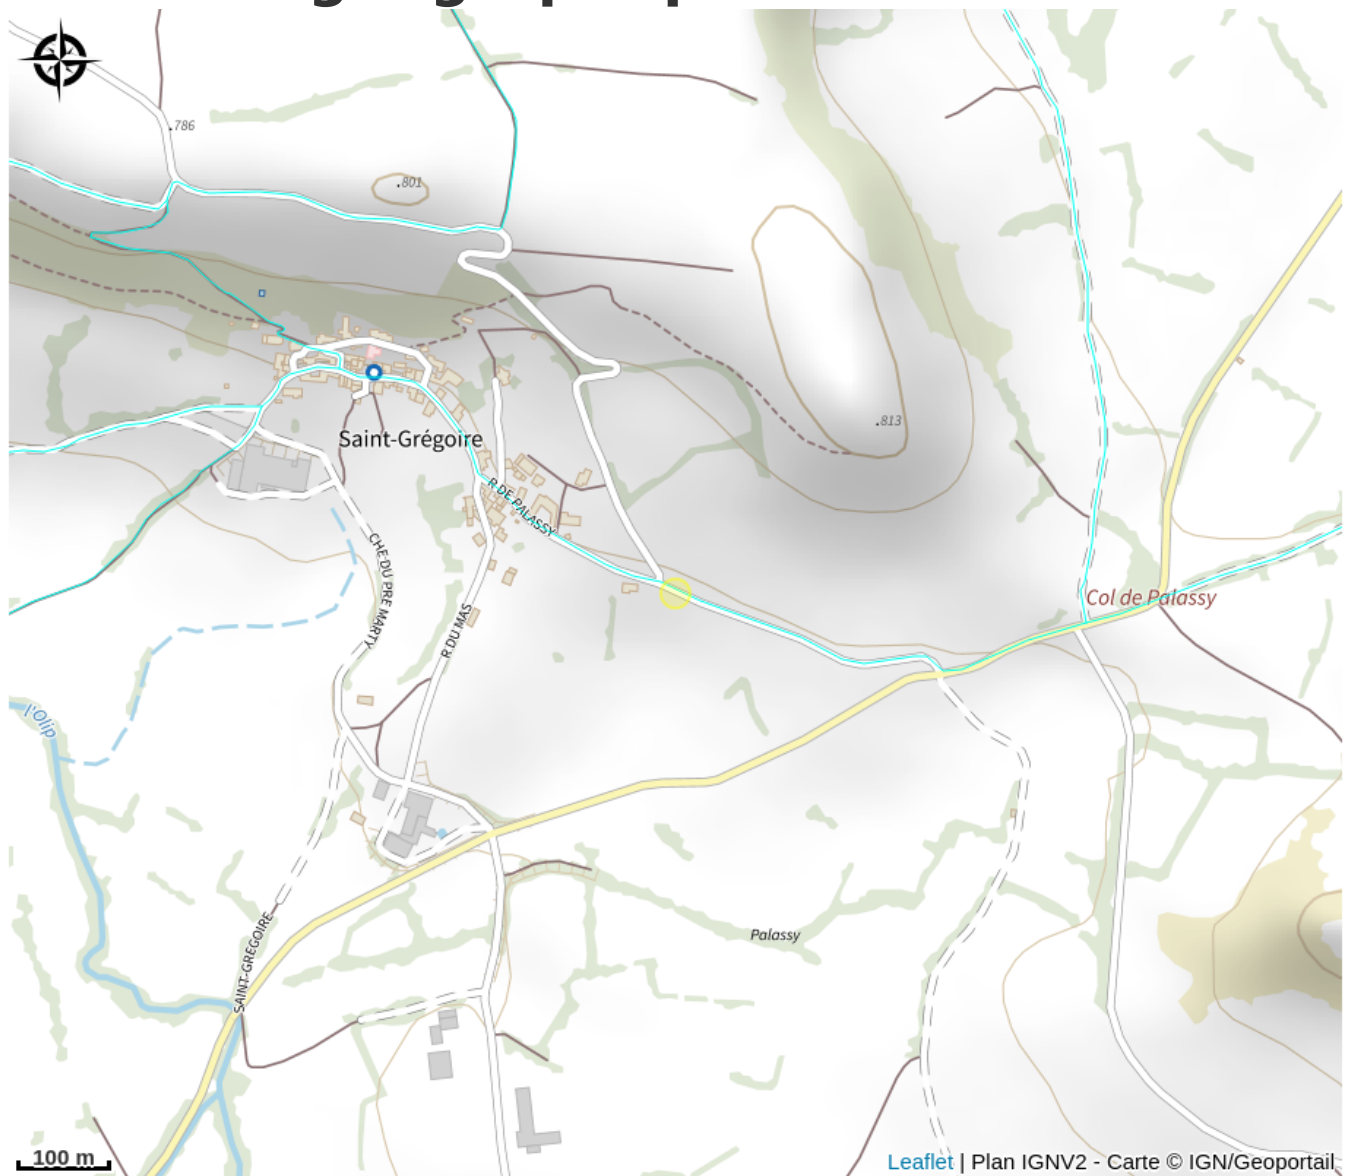 .786
.801
.813
Saint-Grégoire
R DE PALASSY
CHE DU PRE MARTY
R DU MAS
Col de Palassy
l'Olip
Palassy
SAINT-GREGOIRE
100 m
Leaflet | Plan IGNV2 - Carte © IGN/Geoportail